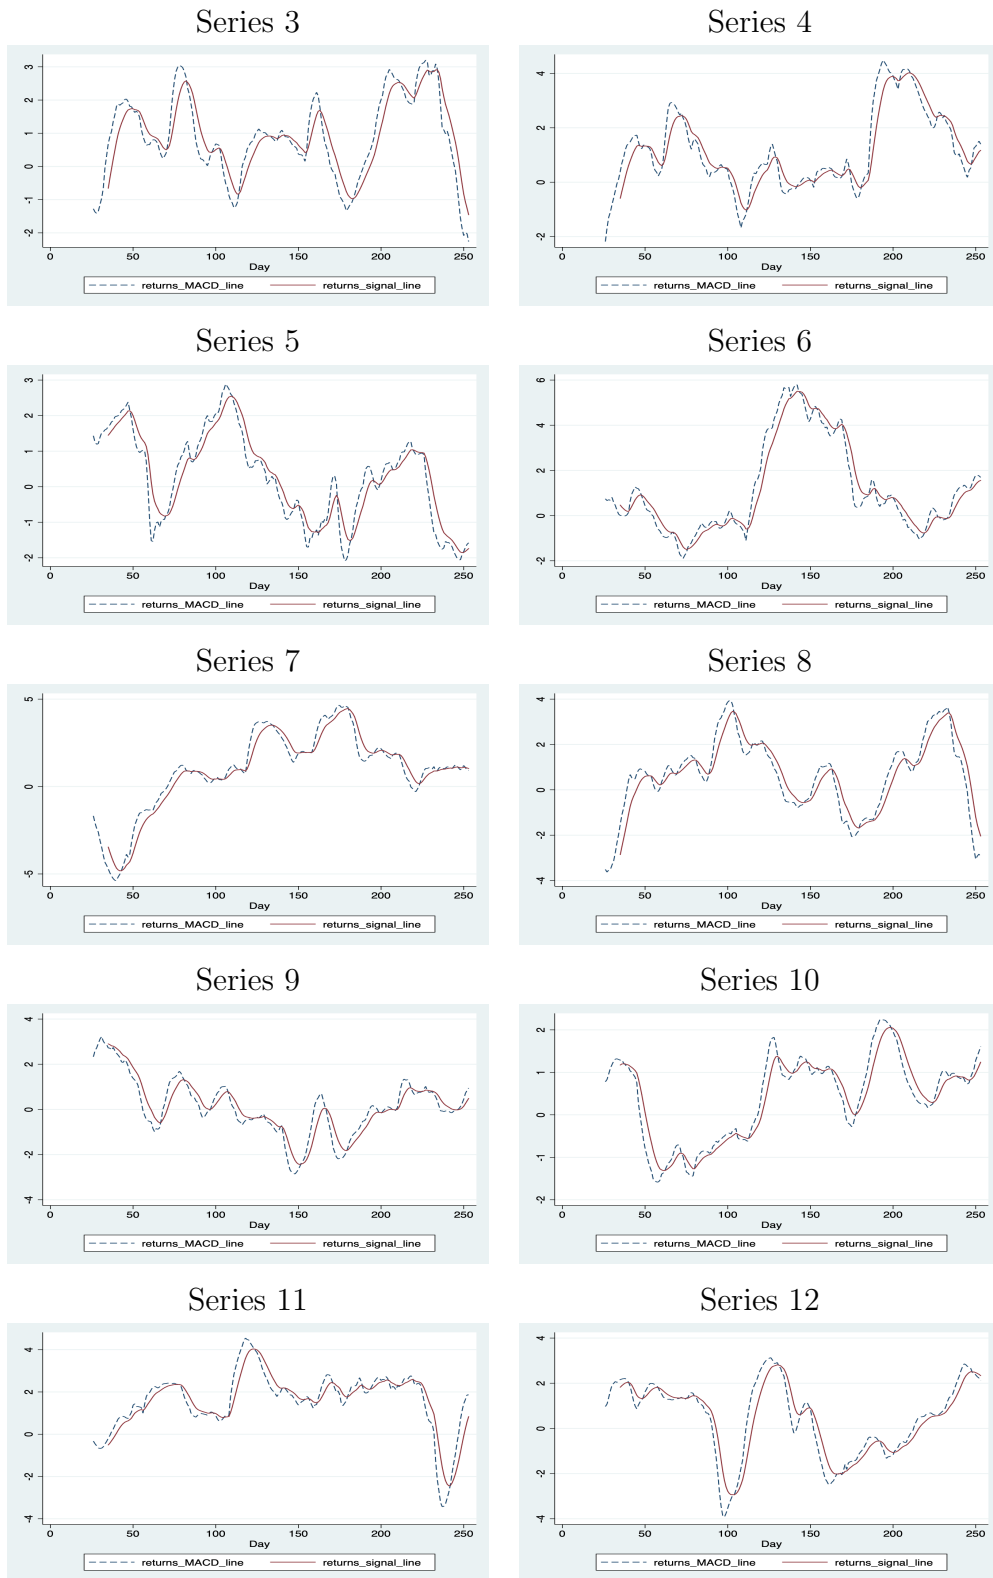 Series 3
3
2
1
0
-1
-2
0 50 100 150 200 250
Day
returns_MACD_line returns_signal_line
Series 4
4
2
0
-2
0 50 100 150 200 250
Day
returns_MACD_line returns_signal_line
Series 5
3
2
1
0
-1
-2
0 50 100 150 200 250
Day
returns_MACD_line returns_signal_line
Series 6
6
4
2
0
-2
0 50 100 150 200 250
Day
returns_MACD_line returns_signal_line
Series 7
5
0
-5
0 50 100 150 200 250
Day
returns_MACD_line returns_signal_line
Series 8
4
2
0
-2
-4
0 50 100 150 200 250
Day
returns_MACD_line returns_signal_line
Series 9
4
2
0
-2
-4
0 50 100 150 200 250
Day
returns_MACD_line returns_signal_line
Series 10
2
1
0
-1
-2
0 50 100 150 200 250
Day
returns_MACD_line returns_signal_line
Series 11
4
2
0
-2
-4
0 50 100 150 200 250
Day
returns_MACD_line returns_signal_line
Series 12
4
2
0
-2
-4
0 50 100 150 200 250
Day
returns_MACD_line returns_signal_line